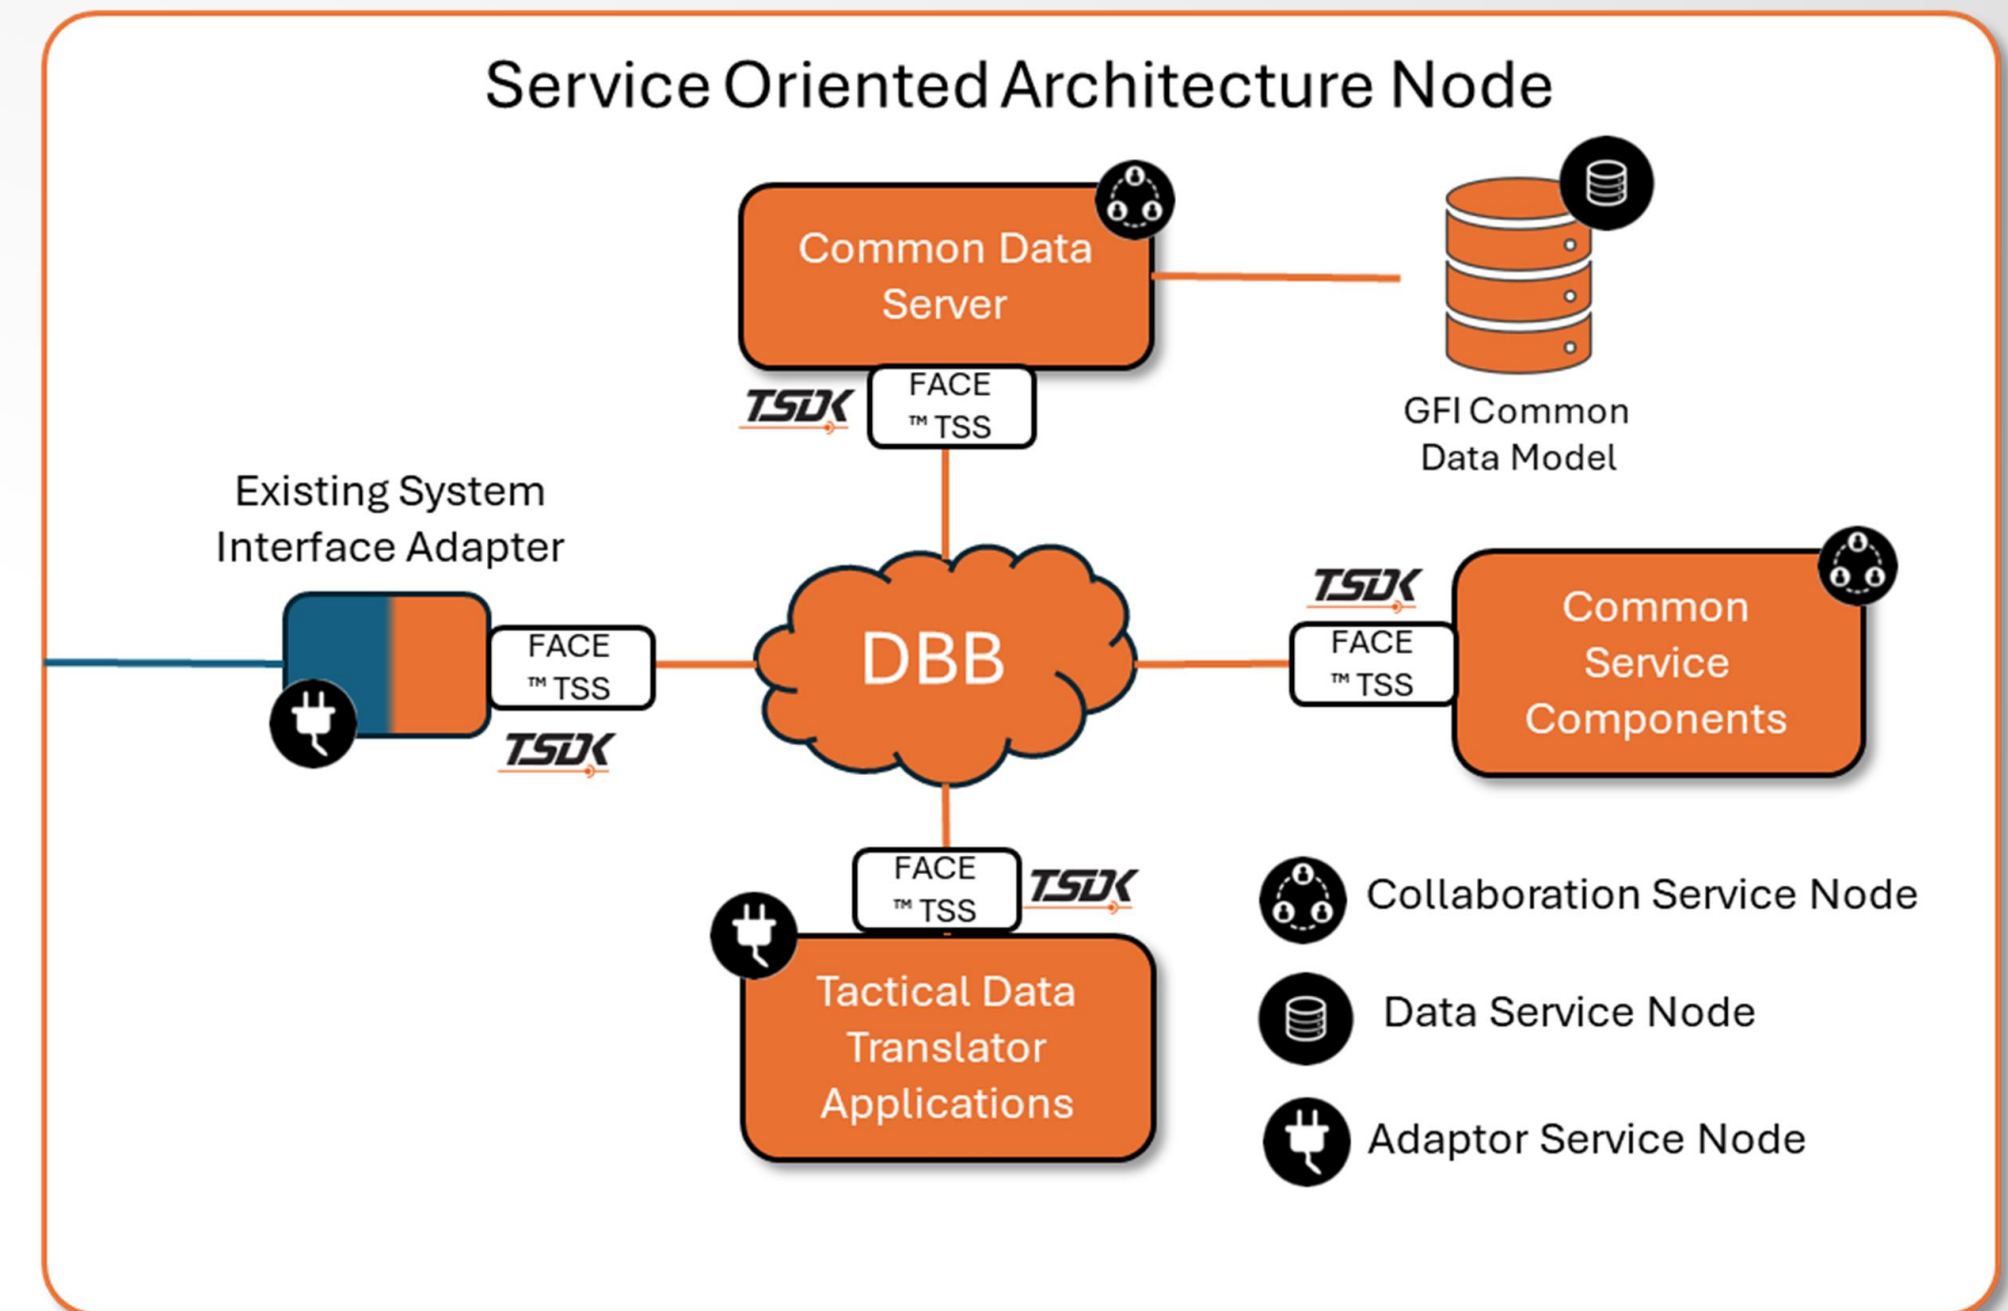 Service Oriented Architecture Node
Common Data
Server
TSDK
FACE
™ TSS
GFI Common
Data Model
Existing System
Interface Adapter
FACE
™ TSS
TSDK
DBB
TSDK
FACE
™ TSS
Common
Service
Components
FACE
™ TSS
TSDK
Tactical Data
Translator
Applications
Collaboration Service Node
Data Service Node
Adaptor Service Node